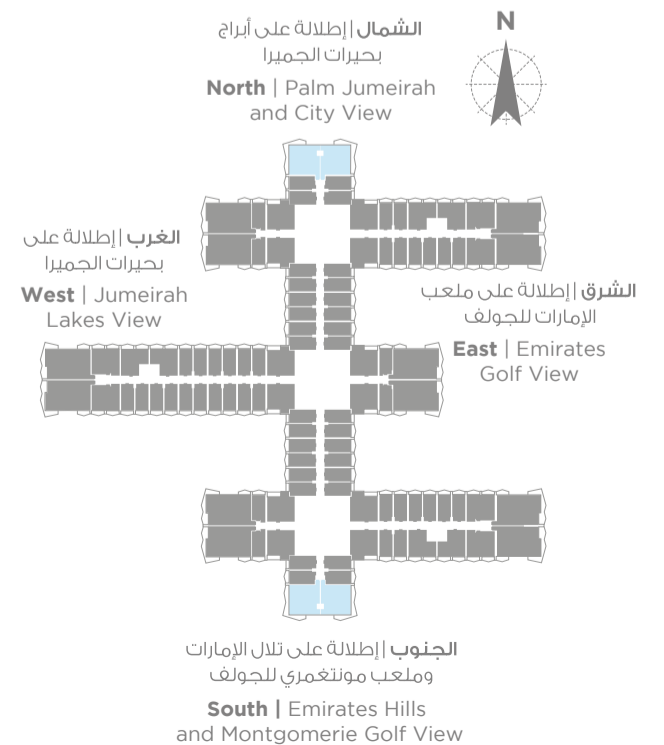 N
الشمال | إطلالة على أبراج
بحيرات الجميرا
North | Palm Jumeirah
and City View
الغرب | إطلالة على
بحيرات الجميرا
West | Jumeirah
Lakes View
الشرق | إطلالة على ملعب
الإمارات للجولف
East | Emirates
Golf View
الجنوب | إطلالة على تلال الإمارات
وملعب مونتغمري للجولف
South | Emirates Hills
and Montgomerie Golf View